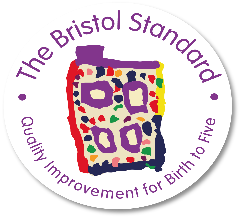 The Bristol Standard
Quality Improvement for Birth to Five